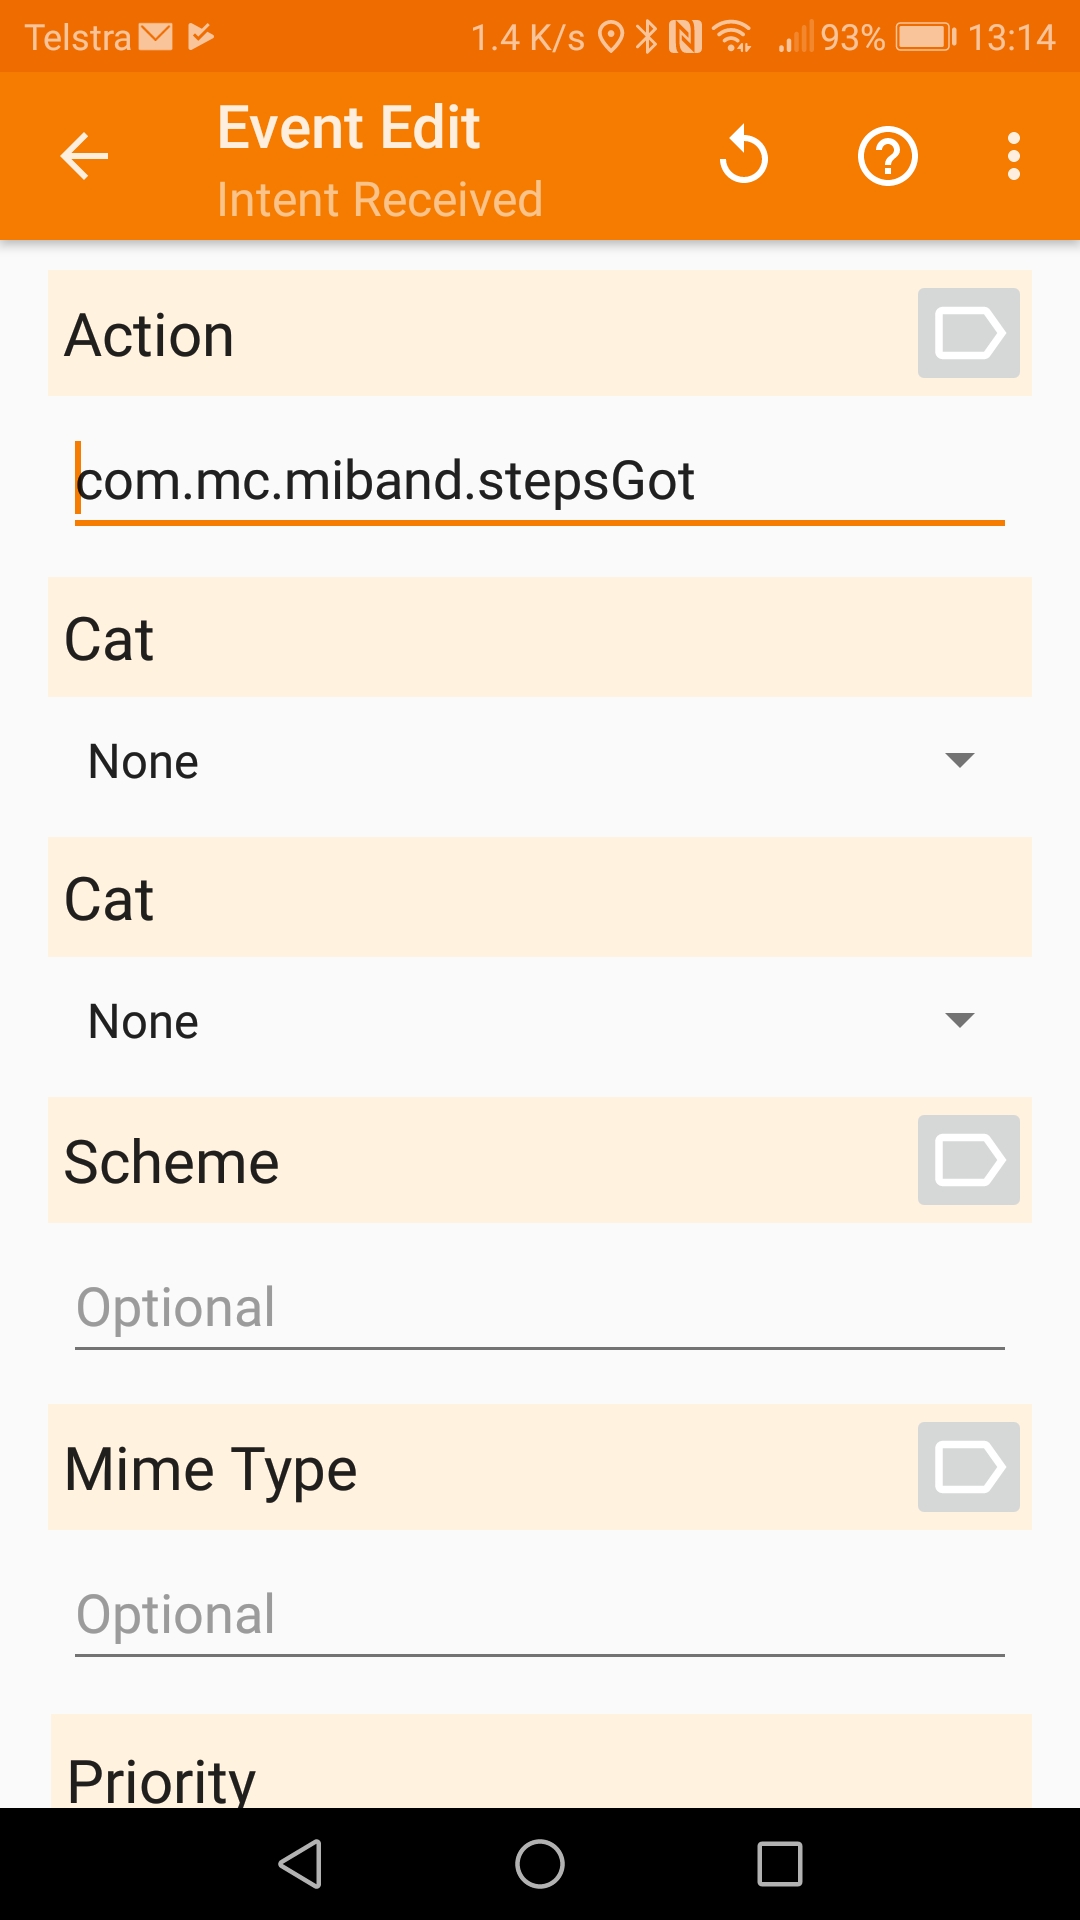 Telstra 1.4 K/s 93% 13:14
Event Edit
Intent Received
Action
com.mc.miband.stepsGot
Cat
None
Cat
None
Scheme
Optional
Mime Type
Optional
Priority